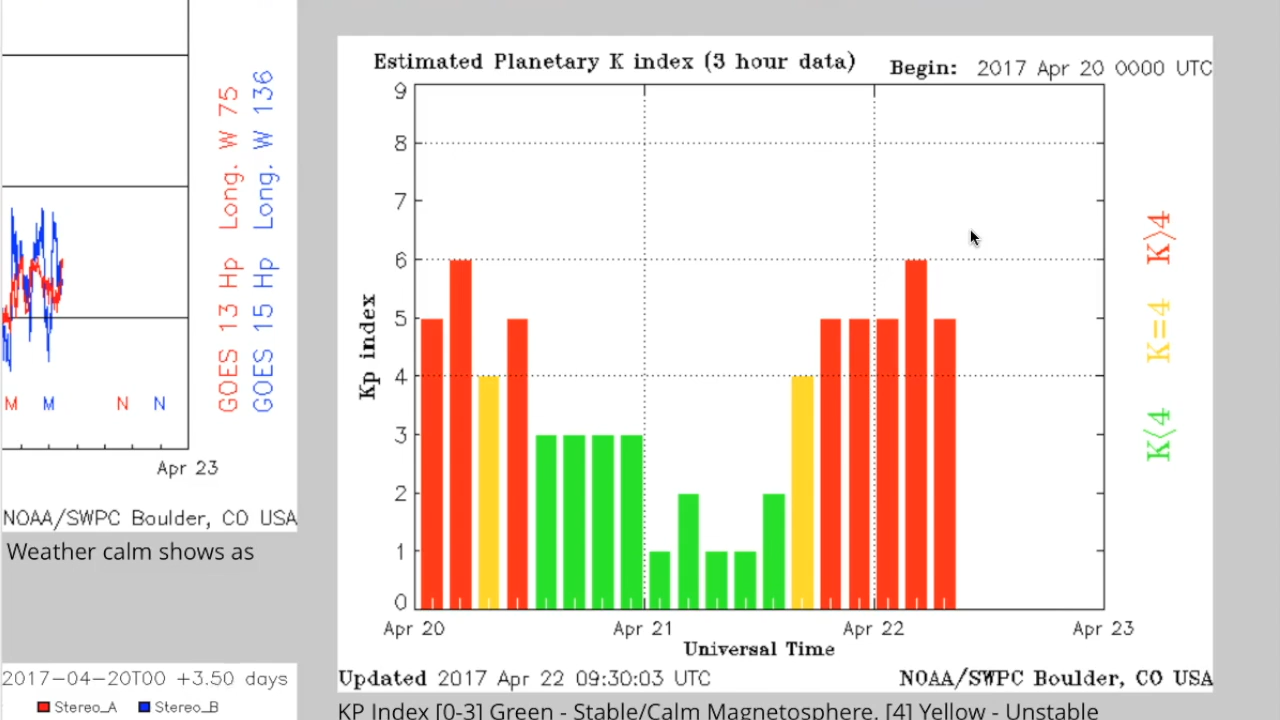 GOES 13 Hp Long. W 75
GOES 15 Hp Long. W 136
M M N N
Apr 23
NOAA/SWPC Boulder, CO USA
Weather calm shows as
2017-04-20T00 +3.50 days
Stereo_A Stereo_B
Estimated Planetary K index (3 hour data) Begin: 2017 Apr 20 0000 UTC
9
8
7
6
5
4
3
2
1
0
Kp index
K<4 K=4 K>4
Apr 20 Apr 21 Apr 22 Apr 23
Universal Time
Updated 2017 Apr 22 09:30:03 UTC NOAA/SWPC Boulder, CO USA
KP Index [0-3] Green - Stable/Calm Magnetosphere, [4] Yellow - Unstable